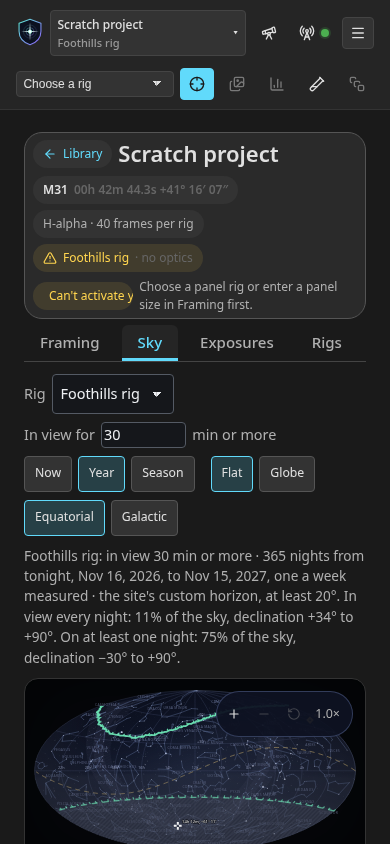 Scratch project
Foothills rig
Choose a rig
Library
Scratch project
M31 00h 42m 44.3s +41° 16′ 07″
H-alpha · 40 frames per rig
Foothills rig · no optics
Can't activate y
Choose a panel rig or enter a panel
size in Framing first.
Framing
Sky
Exposures
Rigs
Rig
Foothills rig
In view for 30 min or more
Now
Year
Season
Flat
Globe
Equatorial
Galactic
Foothills rig: in view 30 min or more · 365 nights from
tonight, Nov 16, 2026, to Nov 15, 2027, one a week
measured · the site's custom horizon, at least 20°. In
view every night: 11% of the sky, declination +34° to
+90°. On at least one night: 75% of the sky,
declination −30° to +90°.
1.0×